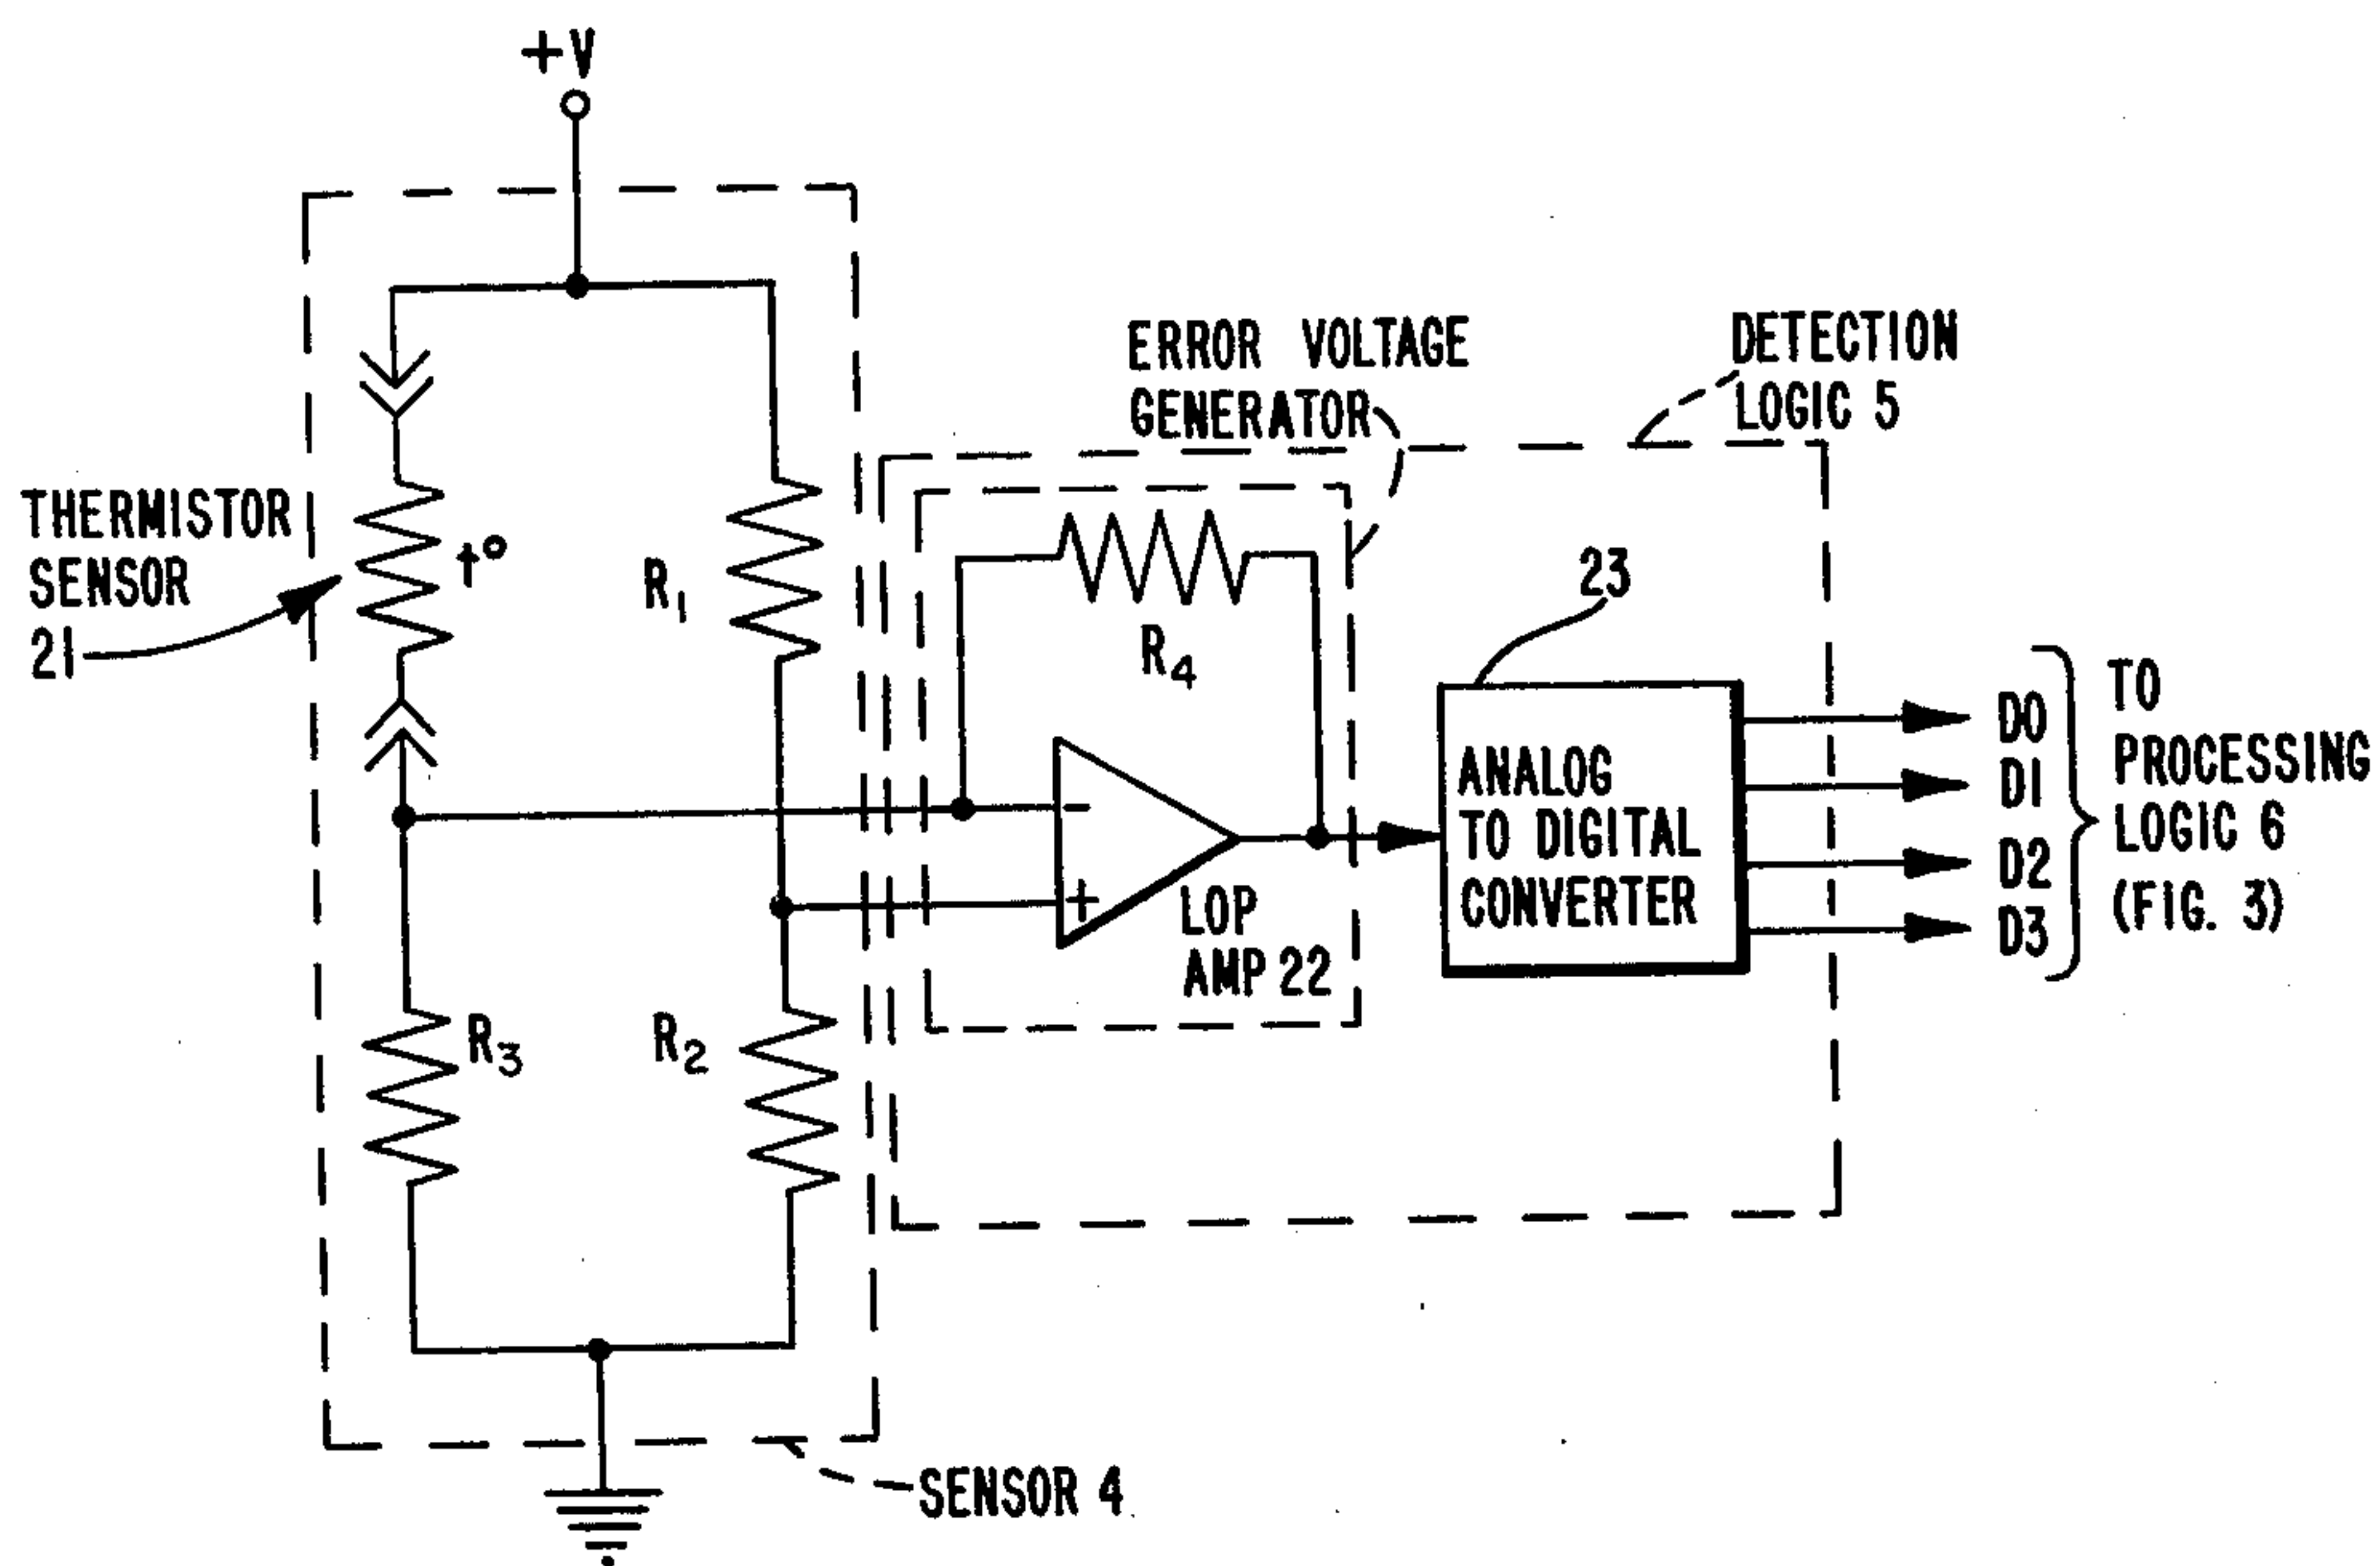 +V
THERMISTOR
SENSOR
21
t°
R1
ERROR VOLTAGE
GENERATOR
DETECTION
LOGIC 5
R4
23
-
+
LOP
AMP 22
ANALOG
TO DIGITAL
CONVERTER
D0
D1
D2
D3
TO
PROCESSING
LOGIC 6
(FIG. 3)
R3
R2
SENSOR 4